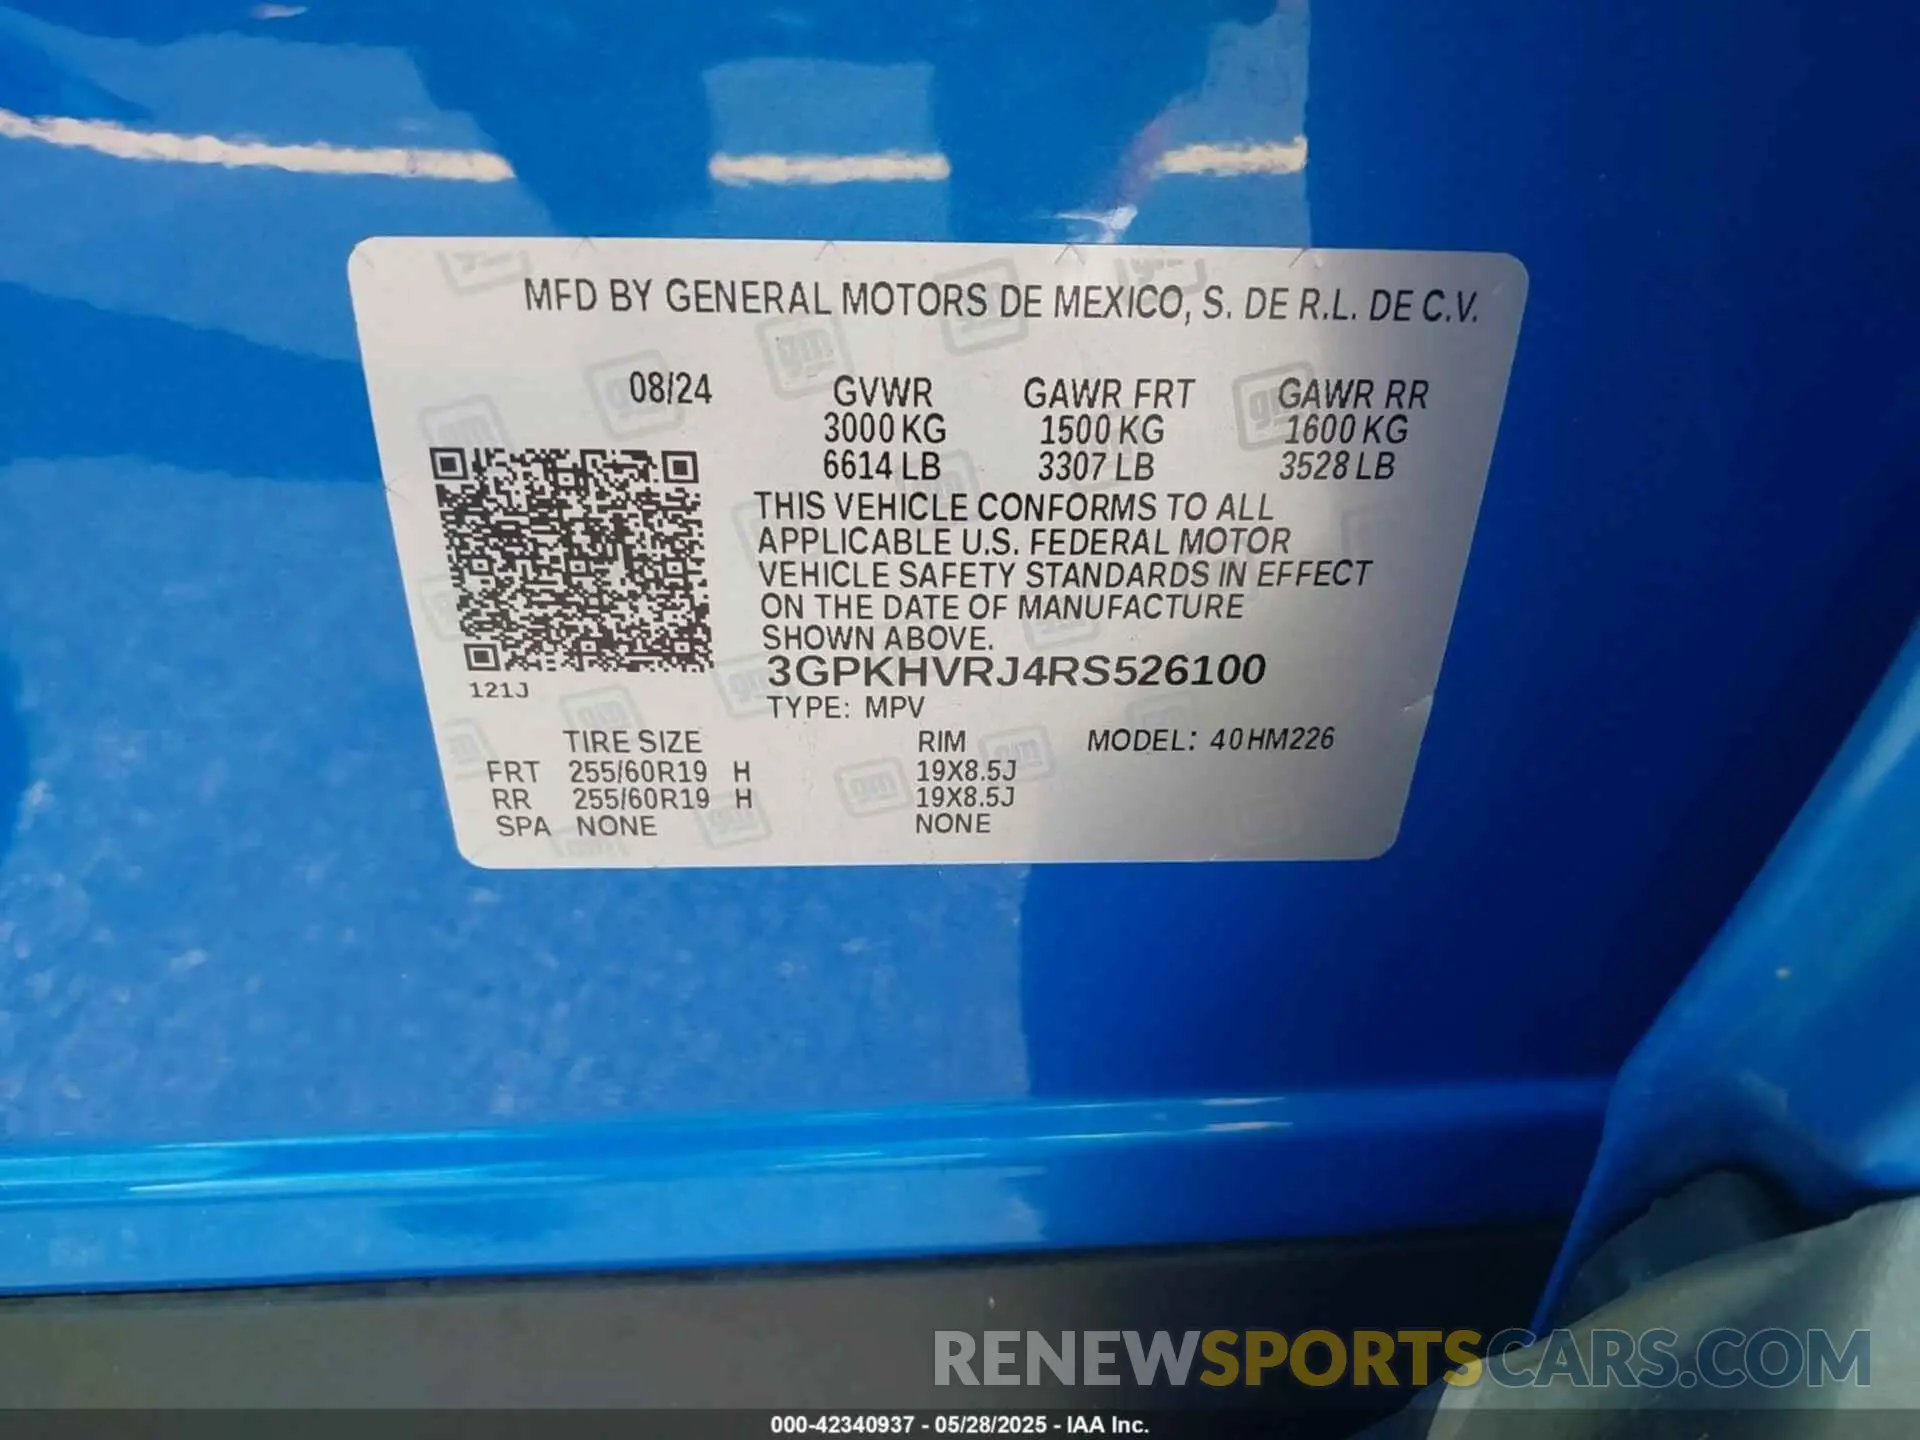 MFD BY GENERAL MOTORS DE MEXICO, S. DE R.L. DE C.V.
08/24 GVWR GAWR FRT GAWR RR
3000 KG 1500 KG 1600 KG
6614 LB 3307 LB 3528 LB
THIS VEHICLE CONFORMS TO ALL
APPLICABLE U.S. FEDERAL MOTOR
VEHICLE SAFETY STANDARDS IN EFFECT
ON THE DATE OF MANUFACTURE
SHOWN ABOVE.
3GPKHVRJ4RS526100
121J
TYPE: MPV
TIRE SIZE RIM MODEL: 40HM226
FRT 255/60R19 H 19X8.5J
RR 255/60R19 H 19X8.5J
SPA NONE NONE
RENEWSPORTSCARS.COM
000-42340937 - 05/28/2025 - IAA Inc.